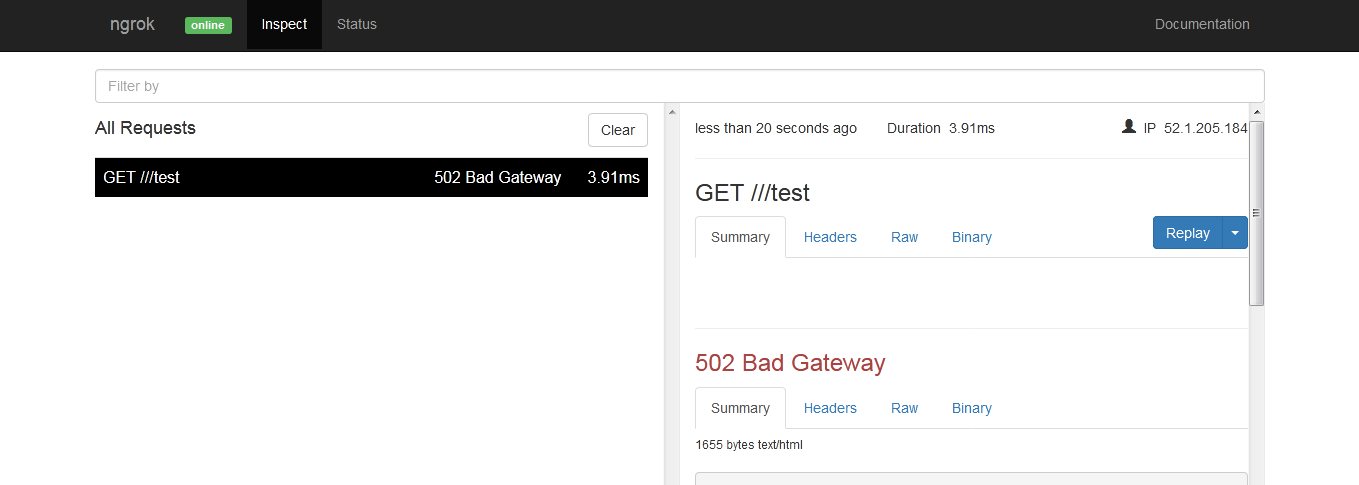 ngrok online Inspect Status Documentation
Filter by
All Requests
Clear
GET ///test 502 Bad Gateway 3.91ms
less than 20 seconds ago Duration 3.91ms IP 52.1.205.184
GET ///test
Summary Headers Raw Binary Replay
502 Bad Gateway
Summary Headers Raw Binary
1655 bytes text/html